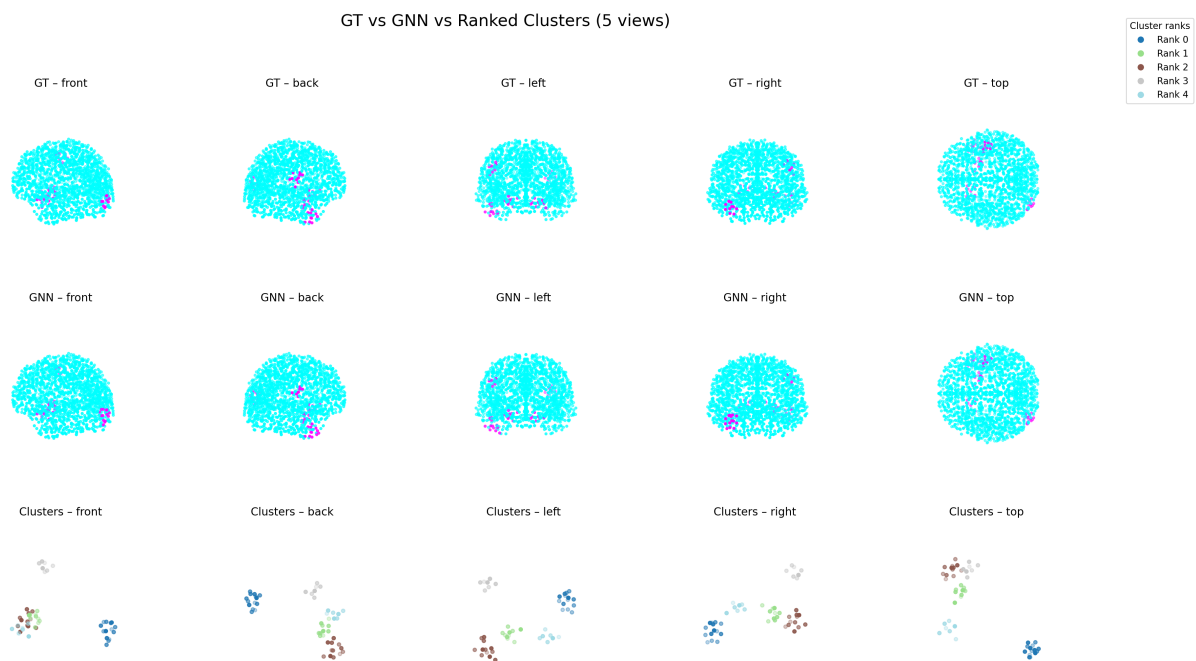 GT vs GNN vs Ranked Clusters (5 views)
Cluster ranks
Rank 0
Rank 1
Rank 2
Rank 3
Rank 4
GT – front
GT – back
GT – left
GT – right
GT – top
GNN – front
GNN – back
GNN – left
GNN – right
GNN – top
Clusters – front
Clusters – back
Clusters – left
Clusters – right
Clusters – top